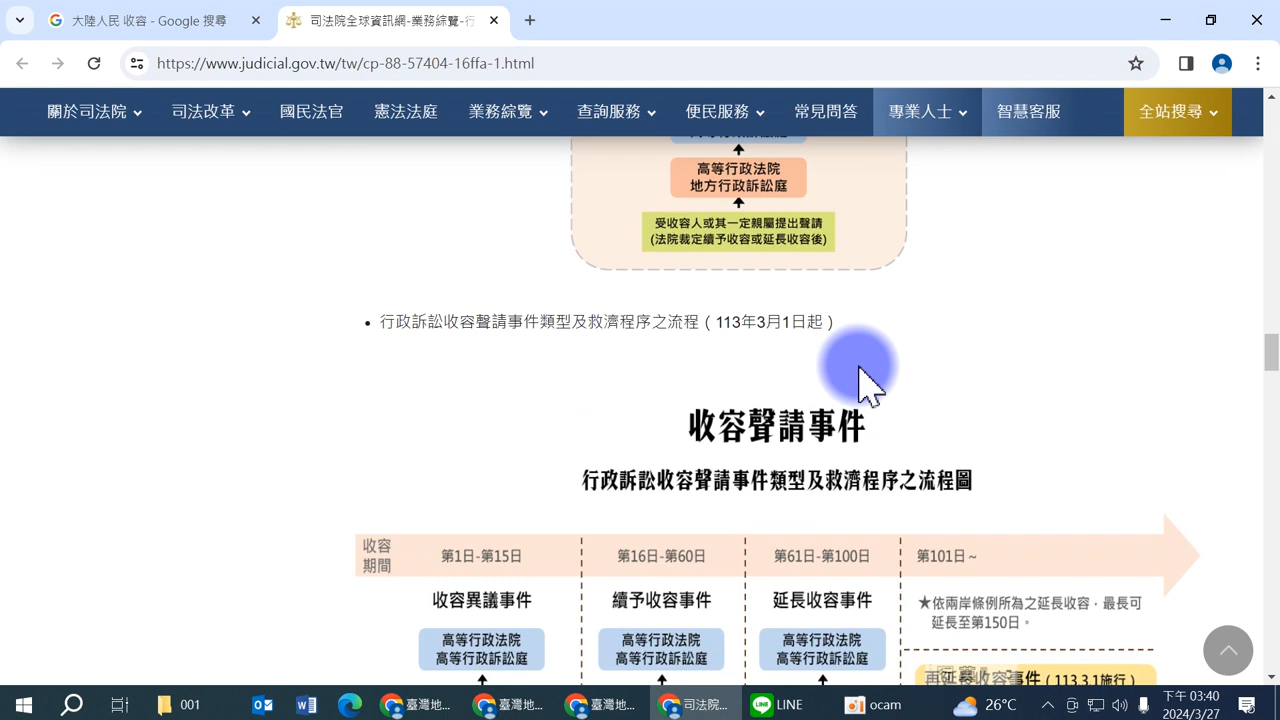 大陸人民 收容 - Google 搜尋
司法院全球資訊網-業務綜覽-行
https://www.judicial.gov.tw/tw/cp-88-57404-16ffa-1.html
關於司法院 司法改革 國民法官 憲法法庭 業務綜覽 查詢服務 便民服務 常見問答 專業人士 智慧客服 全站搜尋
高等行政法院
地方行政訴訟庭
受收容人或其一定親屬提出聲請
(法院裁定續予收容或延長收容後)
行政訴訟收容聲請事件類型及救濟程序之流程（113年3月1日起）
收容聲請事件
行政訴訟收容聲請事件類型及救濟程序之流程圖
收容
期間
第1日-第15日 第16日-第60日 第61日-第100日 第101日~
收容異議事件 續予收容事件 延長收容事件
★依兩岸條例所為之延長收容，最長可
延長至第150日。
高等行政法院 高等行政法院 高等行政法院
高等行政訴訟庭 高等行政訴訟庭 高等行政訴訟庭
事件（113.3.1施行）
001 臺灣地... 臺灣地... 臺灣地... 司法院... LINE ocam 26°C
下午 03:40
2024/3/27